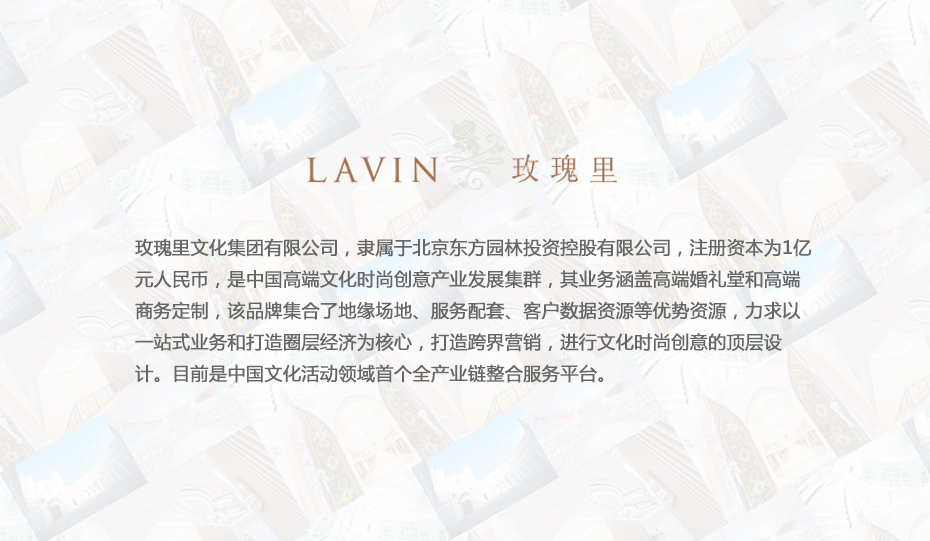 LAVIN 玫瑰里
玫瑰里文化集团有限公司，隶属于北京东方园林投资控股有限公司，注册资本为1亿
元人民币，是中国高端文化时尚创意产业发展集群，其业务涵盖高端婚礼堂和高端
商务定制，该品牌集合了地缘场地、服务配套、客户数据资源等优势资源，力求以
一站式业务和打造圈层经济为核心，打造跨界营销，进行文化时尚创意的顶层设
计。目前是中国文化活动领域首个全产业链整合服务平台。